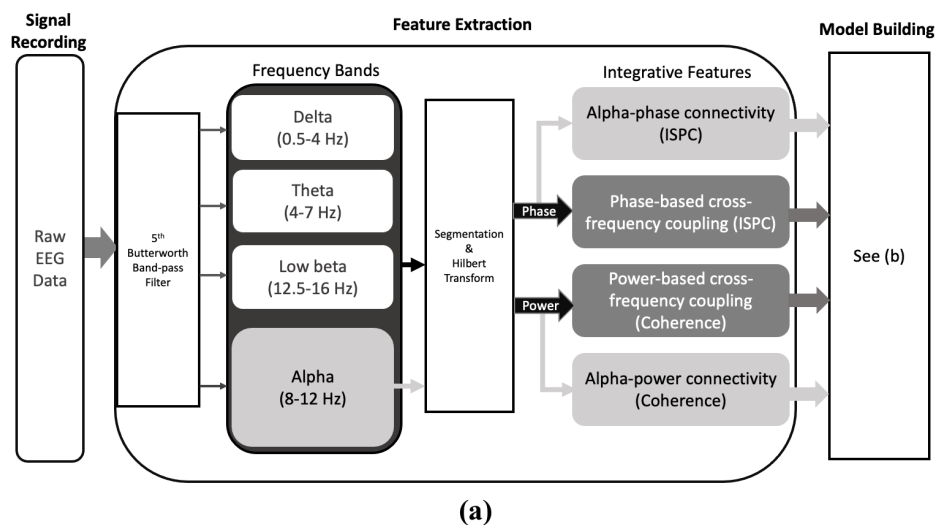 Signal
Recording
Feature Extraction
Model Building
Raw
EEG
Data
5th
Butterworth
Band-pass
Filter
Frequency Bands
Delta
(0.5-4 Hz)
Theta
(4-7 Hz)
Low beta
(12.5-16 Hz)
Alpha
(8-12 Hz)
Segmentation
&
Hilbert
Transform
Phase
Power
Integrative Features
Alpha-phase connectivity
(ISPC)
Phase-based cross-
frequency coupling (ISPC)
Power-based cross-
frequency coupling
(Coherence)
Alpha-power connectivity
(Coherence)
See (b)
(a)